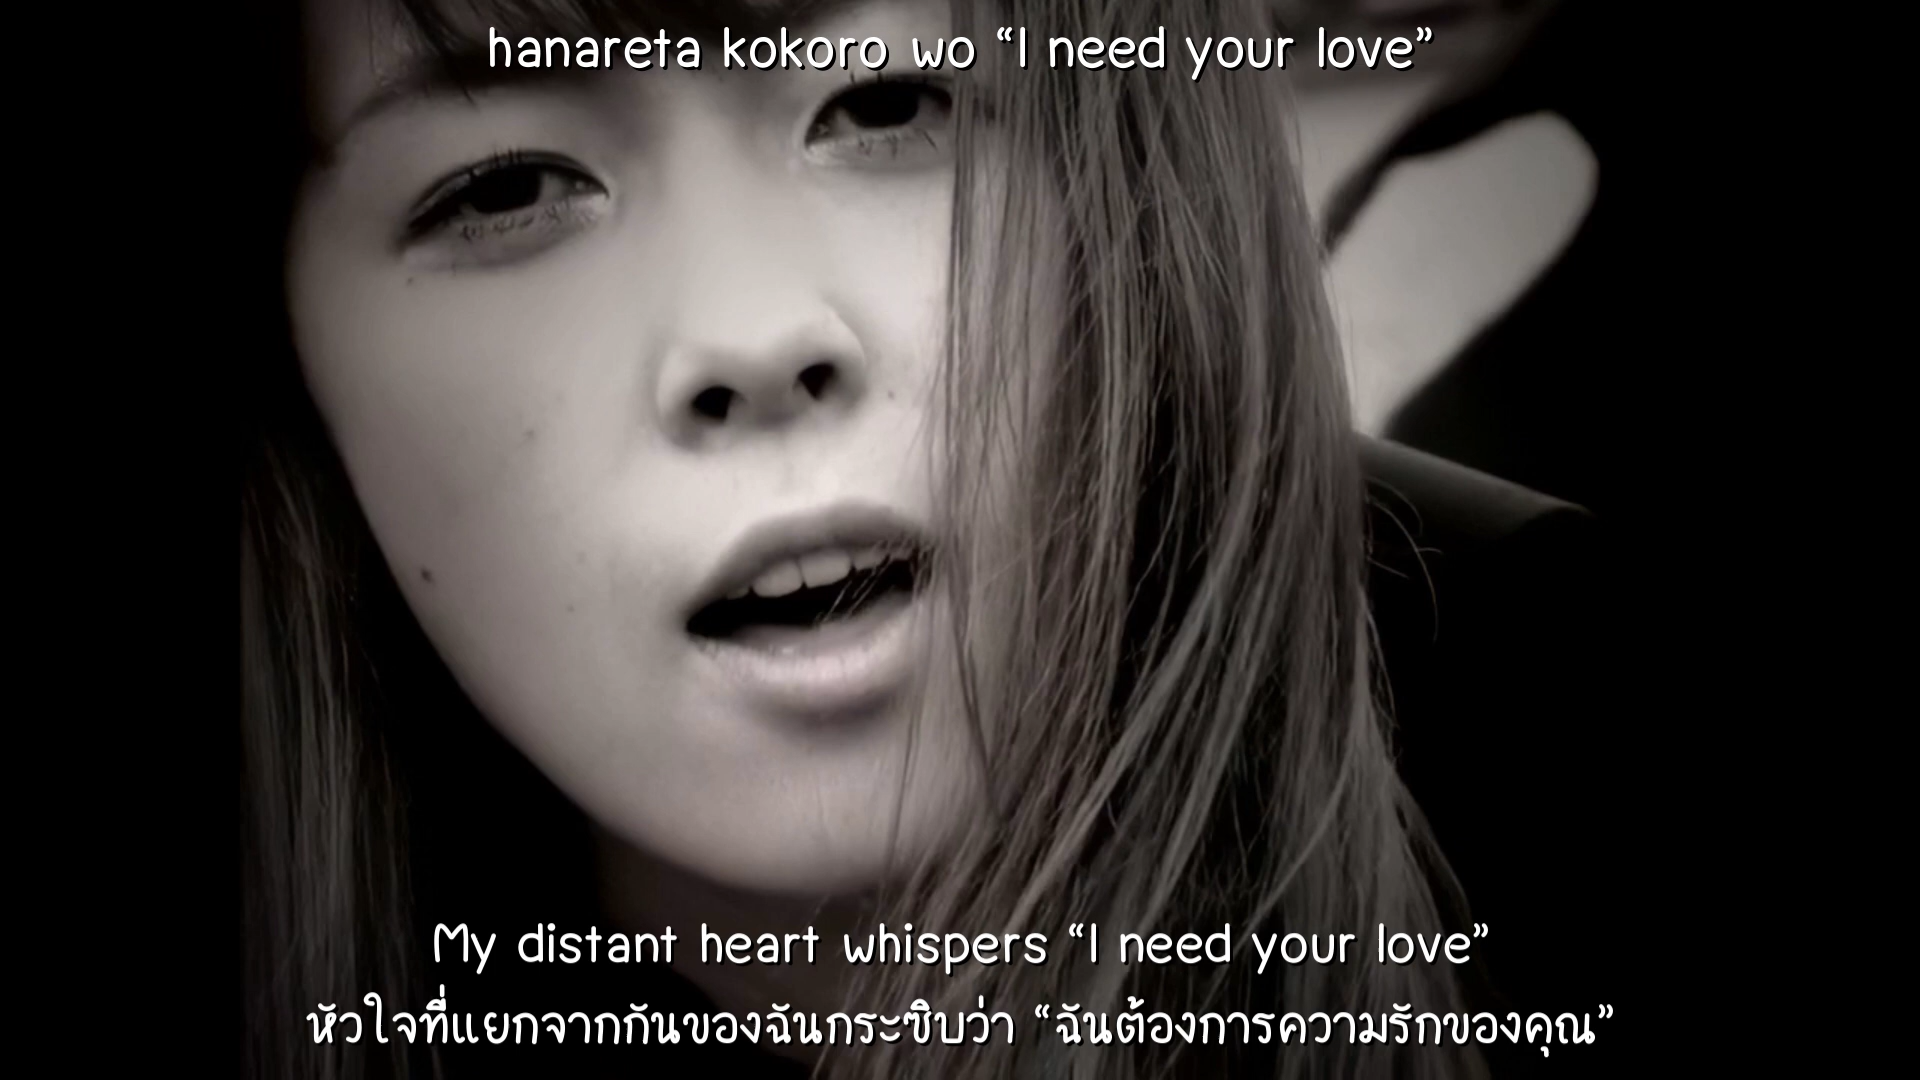 hanareta kokoro wo “I need your love”
My distant heart whispers “I need your love”
หัวใจที่แยกจากกันของฉันกระซิบว่า “ฉันต้องการความรักของคุณ”